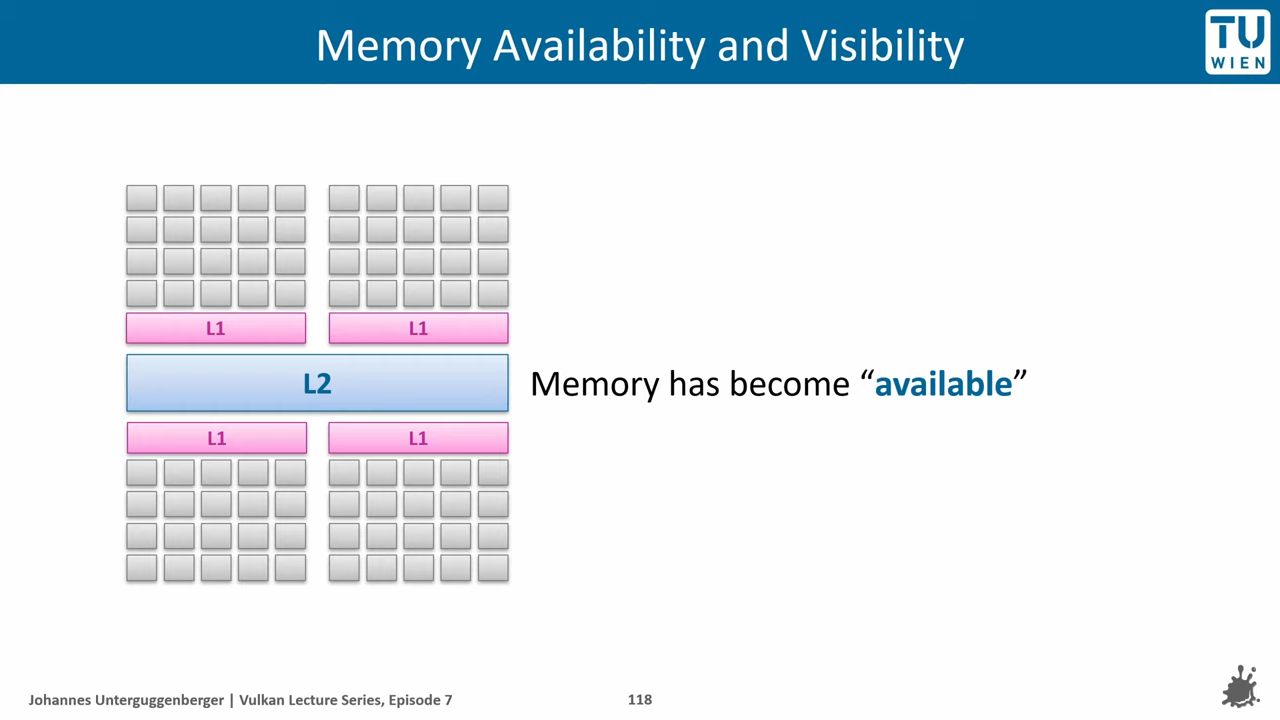 Memory Availability and Visibility
TU
WIEN
L1 L1
L2
Memory has become “available”
L1 L1
Johannes Unterguggenberger | Vulkan Lecture Series, Episode 7
118